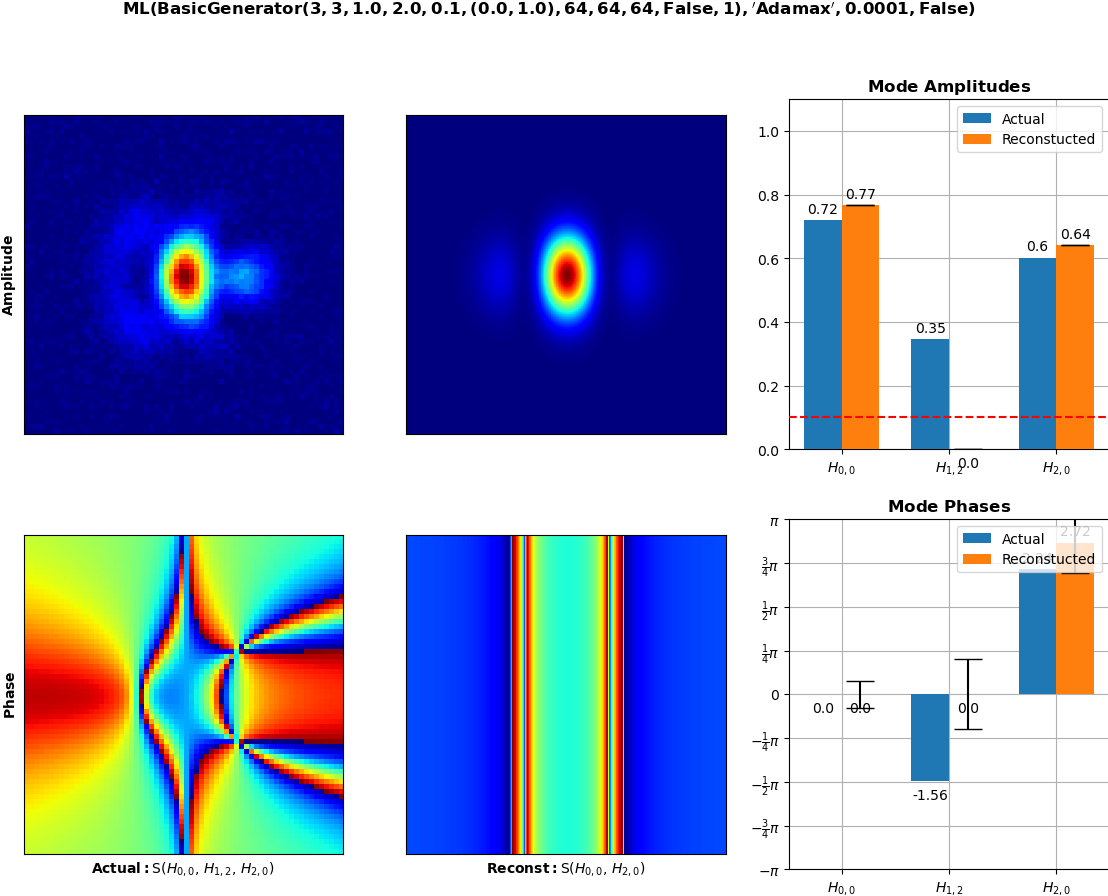 ML(BasicGenerator(3, 3, 1.0, 2.0, 0.1, (0.0, 1.0), 64, 64, 64, False, 1), ′Adamax′, 0.0001, False)
Mode Amplitudes
Actual
Reconstucted
1.0
0.8
0.6
0.4
0.2
0.0
0.72
0.77
0.35
0.0
0.6
0.64
H0,0
H1,2
H2,0
Amplitude
Mode Phases
Actual
Reconstucted
π
3/4π
1/2π
1/4π
0
−1/4π
−1/2π
−3/4π
−π
0.0
-0.0
-1.56
0.0
2.72
H0,0
H1,2
H2,0
Phase
Actual: S(H0,0, H1,2, H2,0)
Reconst: S(H0,0, H2,0)